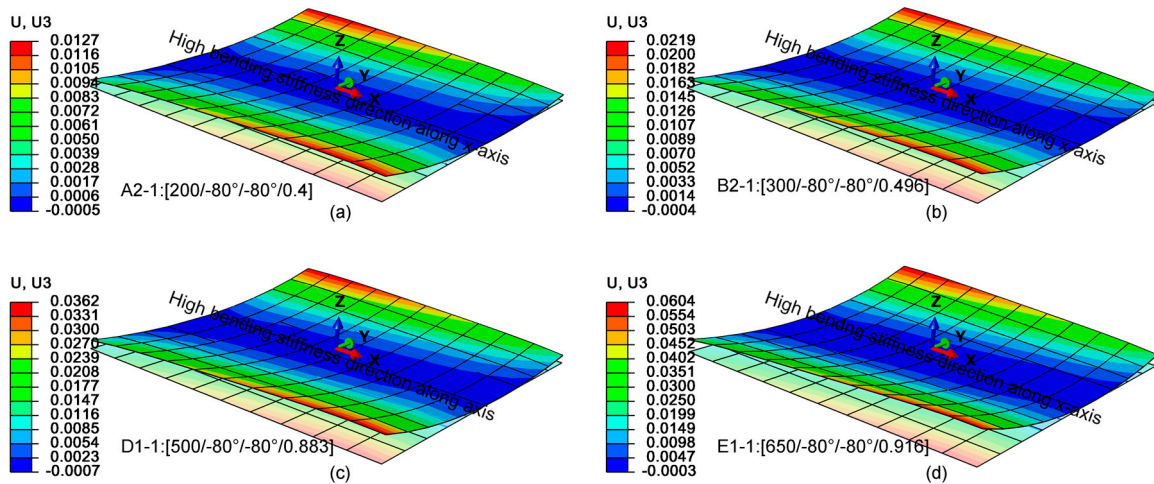 U, U3
0.0127
0.0116
0.0105
0.0094
0.0083
0.0072
0.0061
0.0050
0.0039
0.0028
0.0017
0.0006
-0.0005
Z
Y
X
High bending stiffness direction along x-axis
A2-1:[200/-80°/-80°/0.4]
(a)
U, U3
0.0219
0.0200
0.0182
0.0163
0.0145
0.0126
0.0107
0.0089
0.0070
0.0052
0.0033
0.0014
-0.0004
Z
Y
X
High bending stiffness direction along x-axis
B2-1:[300/-80°/-80°/0.496]
(b)
U, U3
0.0362
0.0331
0.0300
0.0270
0.0239
0.0208
0.0177
0.0147
0.0116
0.0085
0.0054
0.0023
-0.0007
Z
Y
X
High bending stiffness direction along axis
D1-1:[500/-80°/-80°/0.883]
(c)
U, U3
0.0604
0.0554
0.0503
0.0452
0.0402
0.0351
0.0300
0.0250
0.0199
0.0149
0.0098
0.0047
-0.0003
Z
Y
X
High bendng stiffness direction along x-axis
E1-1:[650/-80°/-80°/0.916]
(d)